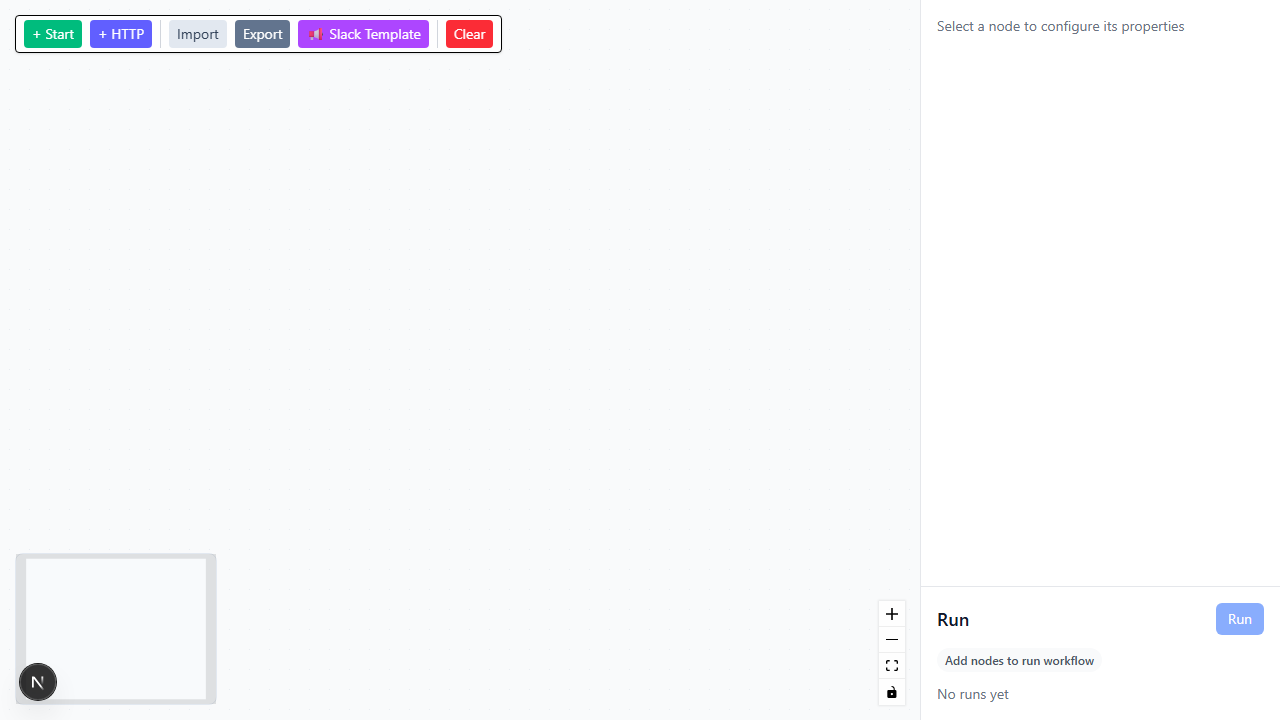 + Start + HTTP Import Export Slack Template Clear
Select a node to configure its properties
N
Run Run
Add nodes to run workflow
No runs yet